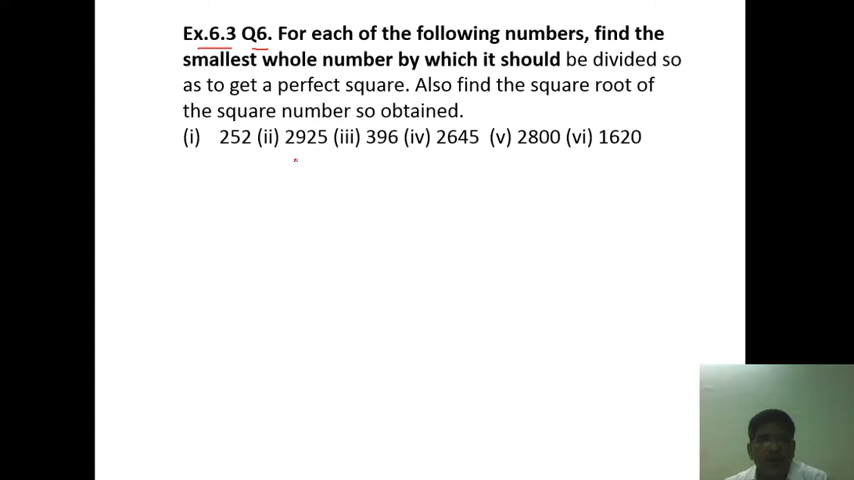 Ex.6.3 Q6. For each of the following numbers, find the
smallest whole number by which it should be divided so
as to get a perfect square. Also find the square root of
the square number so obtained.
(i) 252 (ii) 2925 (iii) 396 (iv) 2645 (v) 2800 (vi) 1620